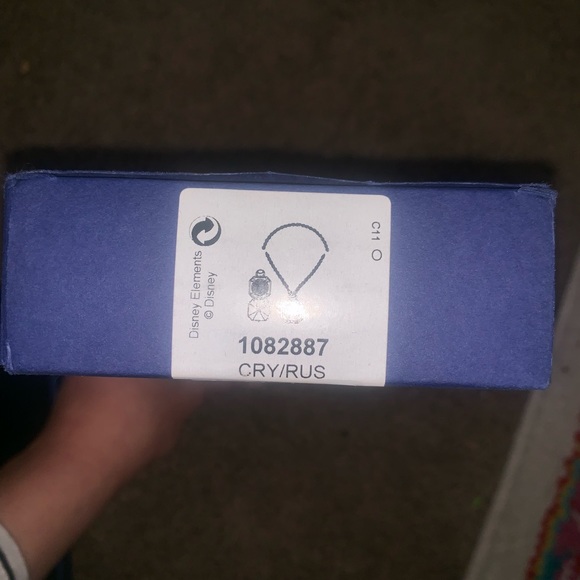 Disney Elements
© Disney
C11
1082887
CRY/RUS